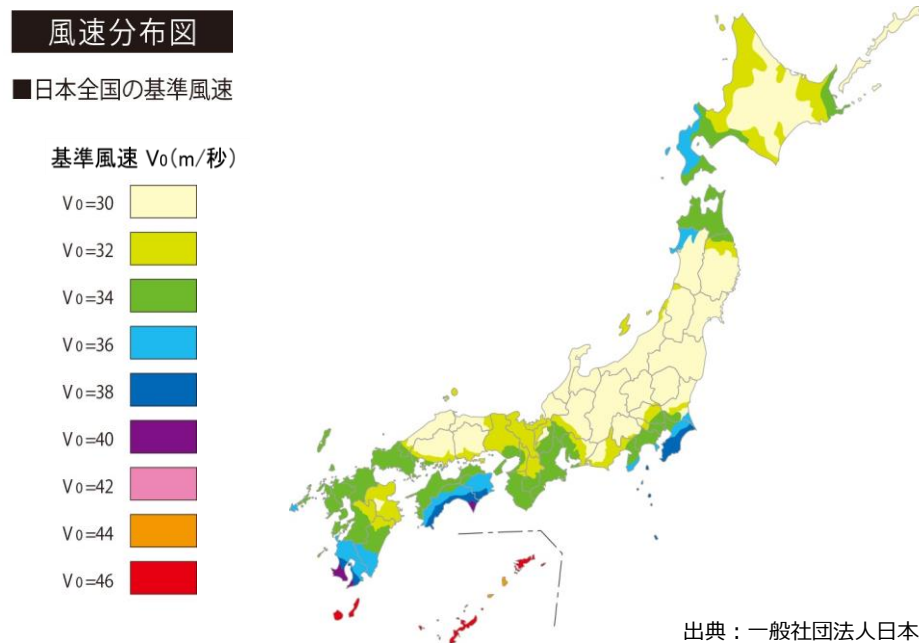 風速分布図
■日本全国の基準風速
基準風速 V₀(m/秒)
V₀=30
V₀=32
V₀=34
V₀=36
V₀=38
V₀=40
V₀=42
V₀=44
V₀=46
出典：一般社団法人日本